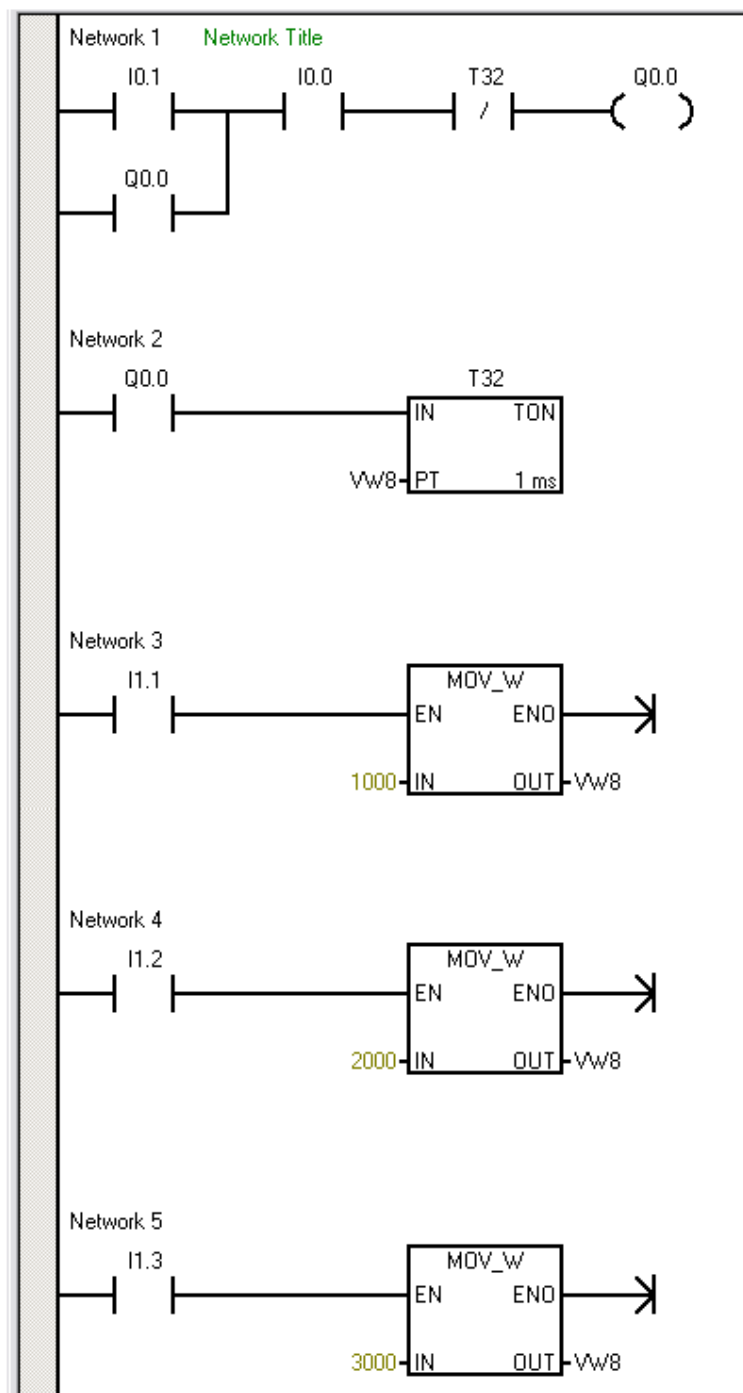 Network 1 Network Title
I0.1 I0.0 T32 Q0.0
/
Q0.0
Network 2
Q0.0 T32
IN TON
VW8 PT 1 ms
Network 3
I1.1 MOV_W
EN ENO
1000 IN OUT VW8
Network 4
I1.2 MOV_W
EN ENO
2000 IN OUT VW8
Network 5
I1.3 MOV_W
EN ENO
3000 IN OUT VW8